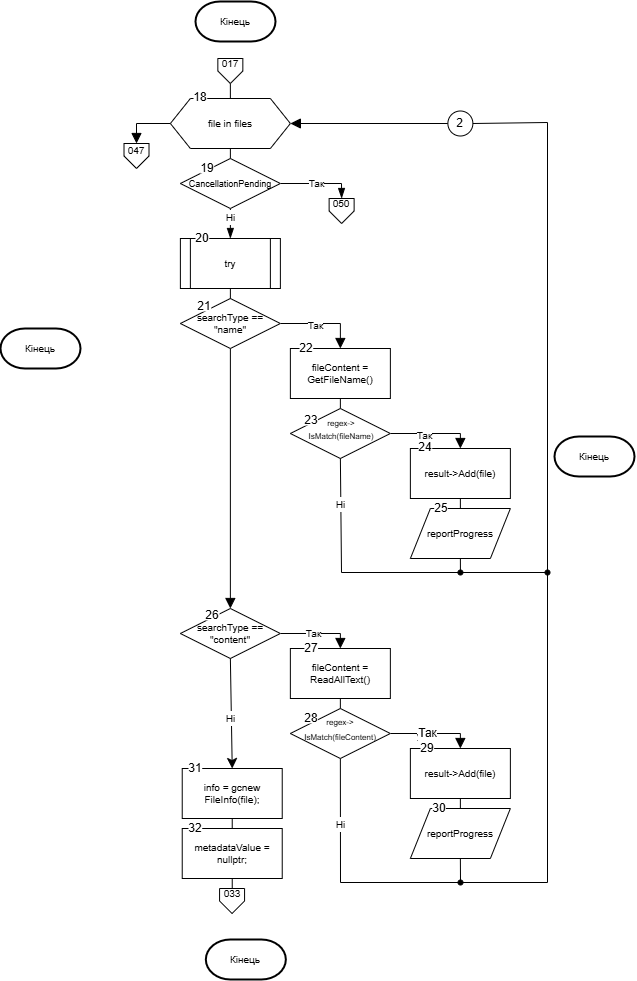 Кінець
017
18
file in files
2
047
19
CancellationPending
Так
050
Ні
20
try
21
searchType ==
"name"
Так
22
fileContent =
GetFileName()
Кінець
23
regex->
IsMatch(fileName)
Так
24
result->Add(file)
Кінець
Ні
25
reportProgress
26
searchType ==
"content"
Так
27
fileContent =
ReadAllText()
Ні
28
regex->
IsMatch(fileContent)
Так
29
result->Add(file)
31
info = gcnew
FileInfo(file);
30
reportProgress
Ні
32
metadataValue =
nullptr;
033
Кінець